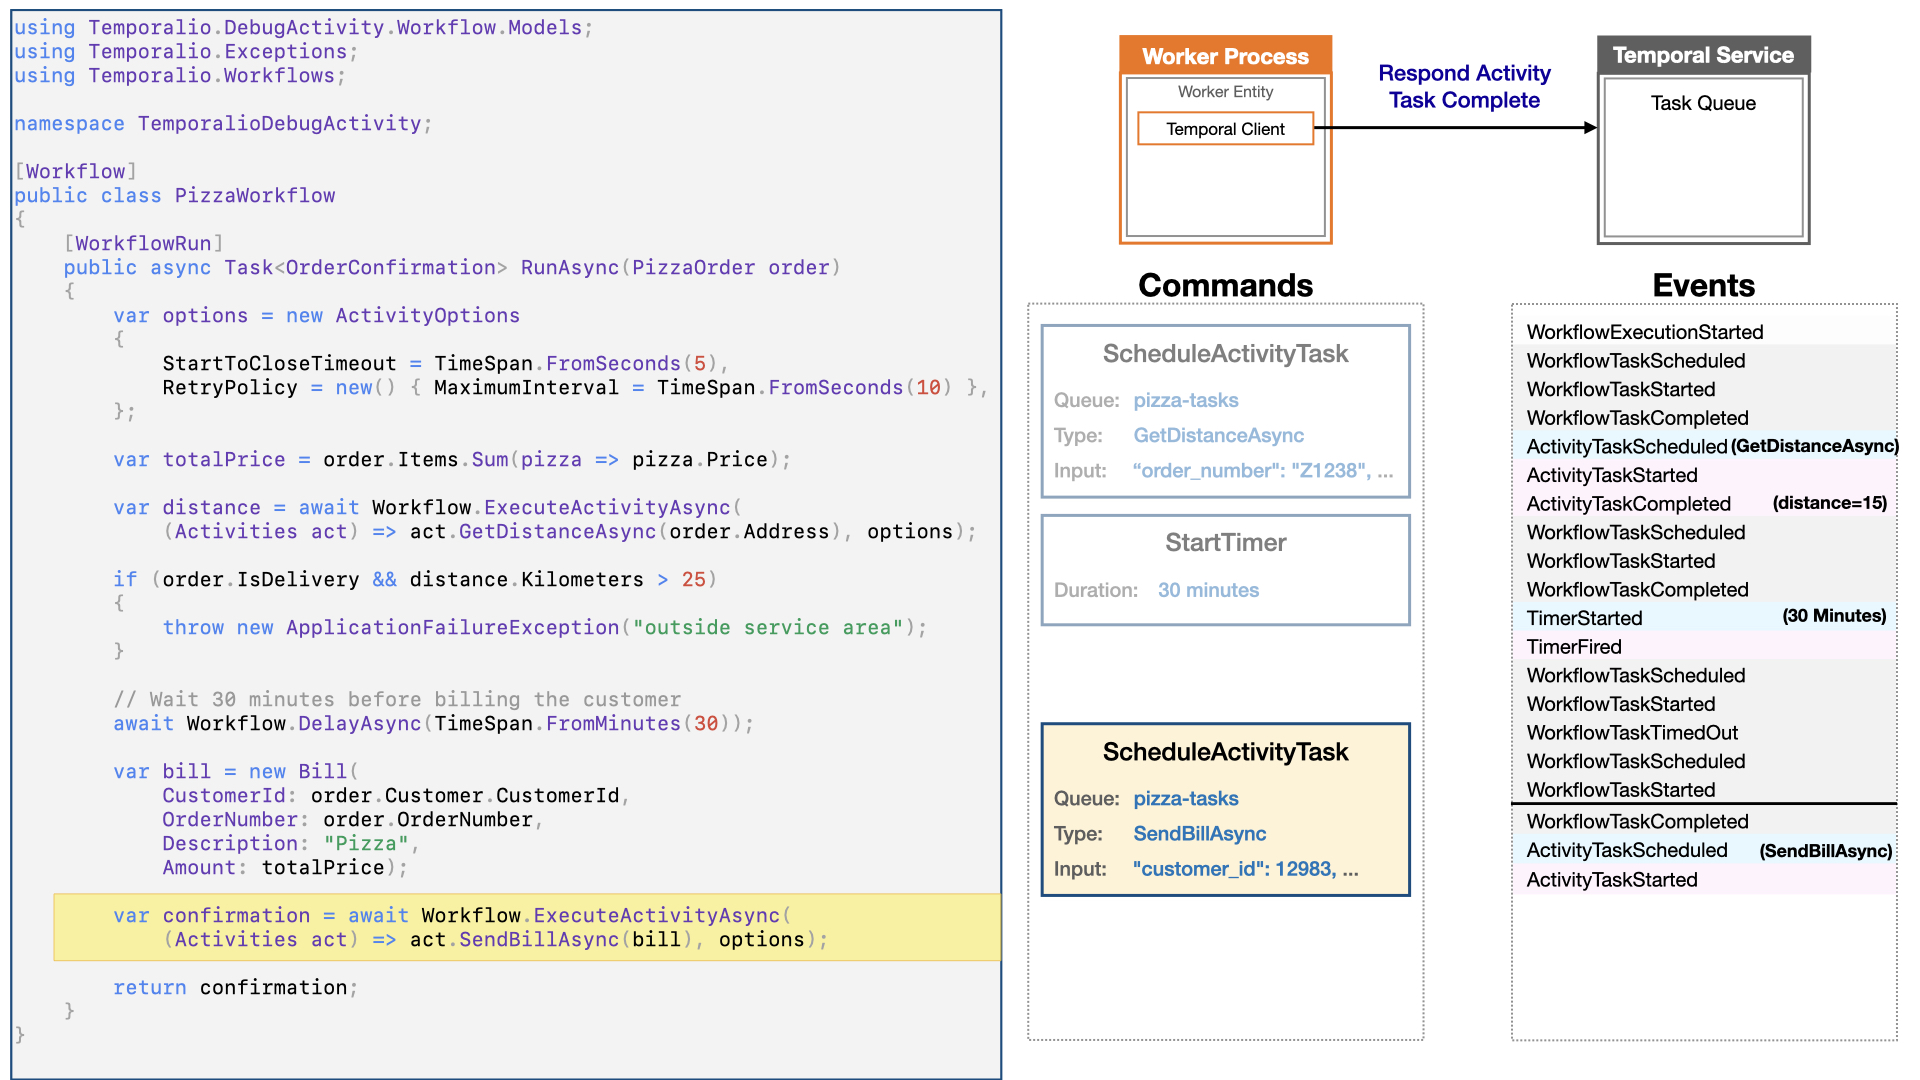 using Temporalio.DebugActivity.Workflow.Models;
using Temporalio.Exceptions;
using Temporalio.Workflows;
namespace TemporalioDebugActivity;
[Workflow]
public class PizzaWorkflow
{
[WorkflowRun]
public async Task<OrderConfirmation> RunAsync(PizzaOrder order)
{
var options = new ActivityOptions
{
StartToCloseTimeout = TimeSpan.FromSeconds(5),
RetryPolicy = new() { MaximumInterval = TimeSpan.FromSeconds(10) },
};
var totalPrice = order.Items.Sum(pizza => pizza.Price);
var distance = await Workflow.ExecuteActivityAsync(
(Activities act) => act.GetDistanceAsync(order.Address), options);
if (order.IsDelivery && distance.Kilometers > 25)
{
throw new ApplicationFailureException("outside service area");
}
// Wait 30 minutes before billing the customer
await Workflow.DelayAsync(TimeSpan.FromMinutes(30));
var bill = new Bill(
CustomerId: order.Customer.CustomerId,
OrderNumber: order.OrderNumber,
Description: "Pizza",
Amount: totalPrice);
var confirmation = await Workflow.ExecuteActivityAsync(
(Activities act) => act.SendBillAsync(bill), options);
return confirmation;
}
}
Worker Process
Worker Entity
Temporal Client
Respond Activity
Task Complete
Temporal Service
Task Queue
Commands
ScheduleActivityTask
Queue: pizza-tasks
Type: GetDistanceAsync
Input: “order_number": "Z1238", ...
StartTimer
Duration: 30 minutes
ScheduleActivityTask
Queue: pizza-tasks
Type: SendBillAsync
Input: "customer_id": 12983, ...
Events
WorkflowExecutionStarted
WorkflowTaskScheduled
WorkflowTaskStarted
WorkflowTaskCompleted
ActivityTaskScheduled (GetDistanceAsync)
ActivityTaskStarted
ActivityTaskCompleted (distance=15)
WorkflowTaskScheduled
WorkflowTaskStarted
WorkflowTaskCompleted
TimerStarted (30 Minutes)
TimerFired
WorkflowTaskScheduled
WorkflowTaskStarted
WorkflowTaskTimedOut
WorkflowTaskScheduled
WorkflowTaskStarted
WorkflowTaskCompleted
ActivityTaskScheduled (SendBillAsync)
ActivityTaskStarted